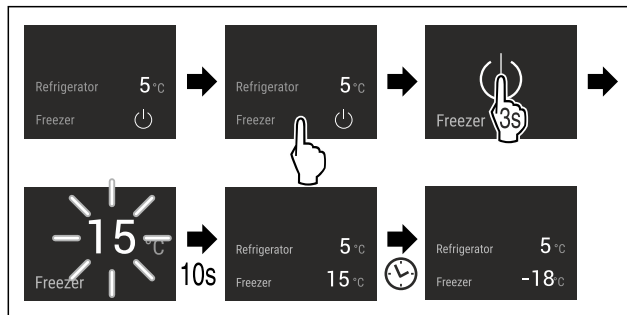 Refrigerator 5 °C
Freezer
Refrigerator 5 °C
Freezer
Freezer 3s
15 °C
Freezer
10s
Refrigerator 5 °C
Freezer 15 °C
Refrigerator 5 °C
Freezer -18 °C